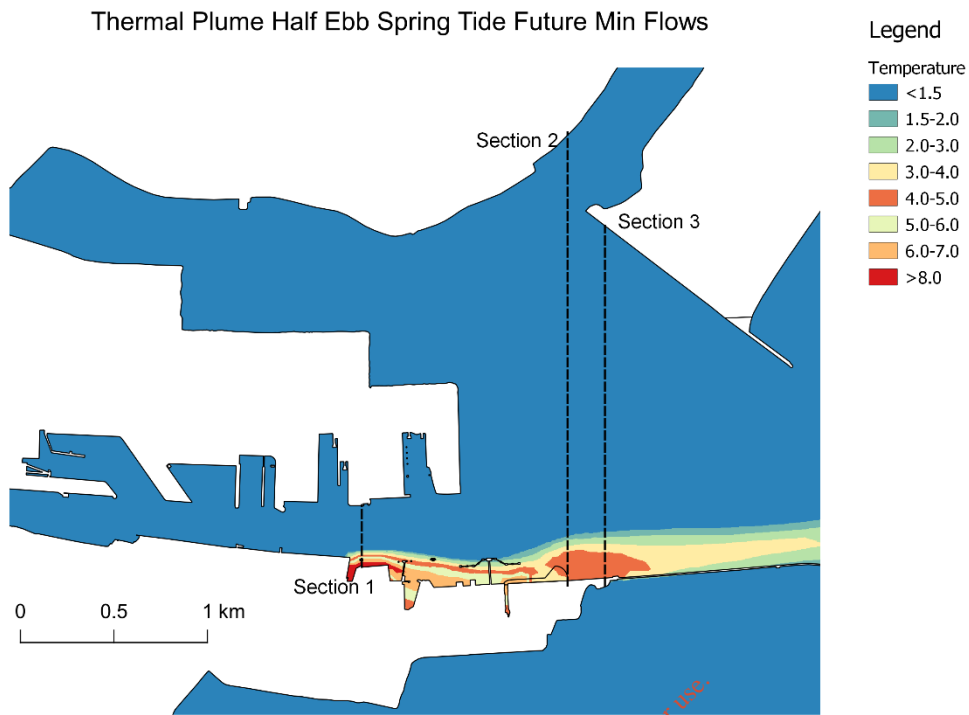 Thermal Plume Half Ebb Spring Tide Future Min Flows
Legend
Temperature
<1.5
1.5-2.0
2.0-3.0
3.0-4.0
4.0-5.0
5.0-6.0
6.0-7.0
>8.0
Section 2
Section 3
Section 1
0 0.5 1 km
use.